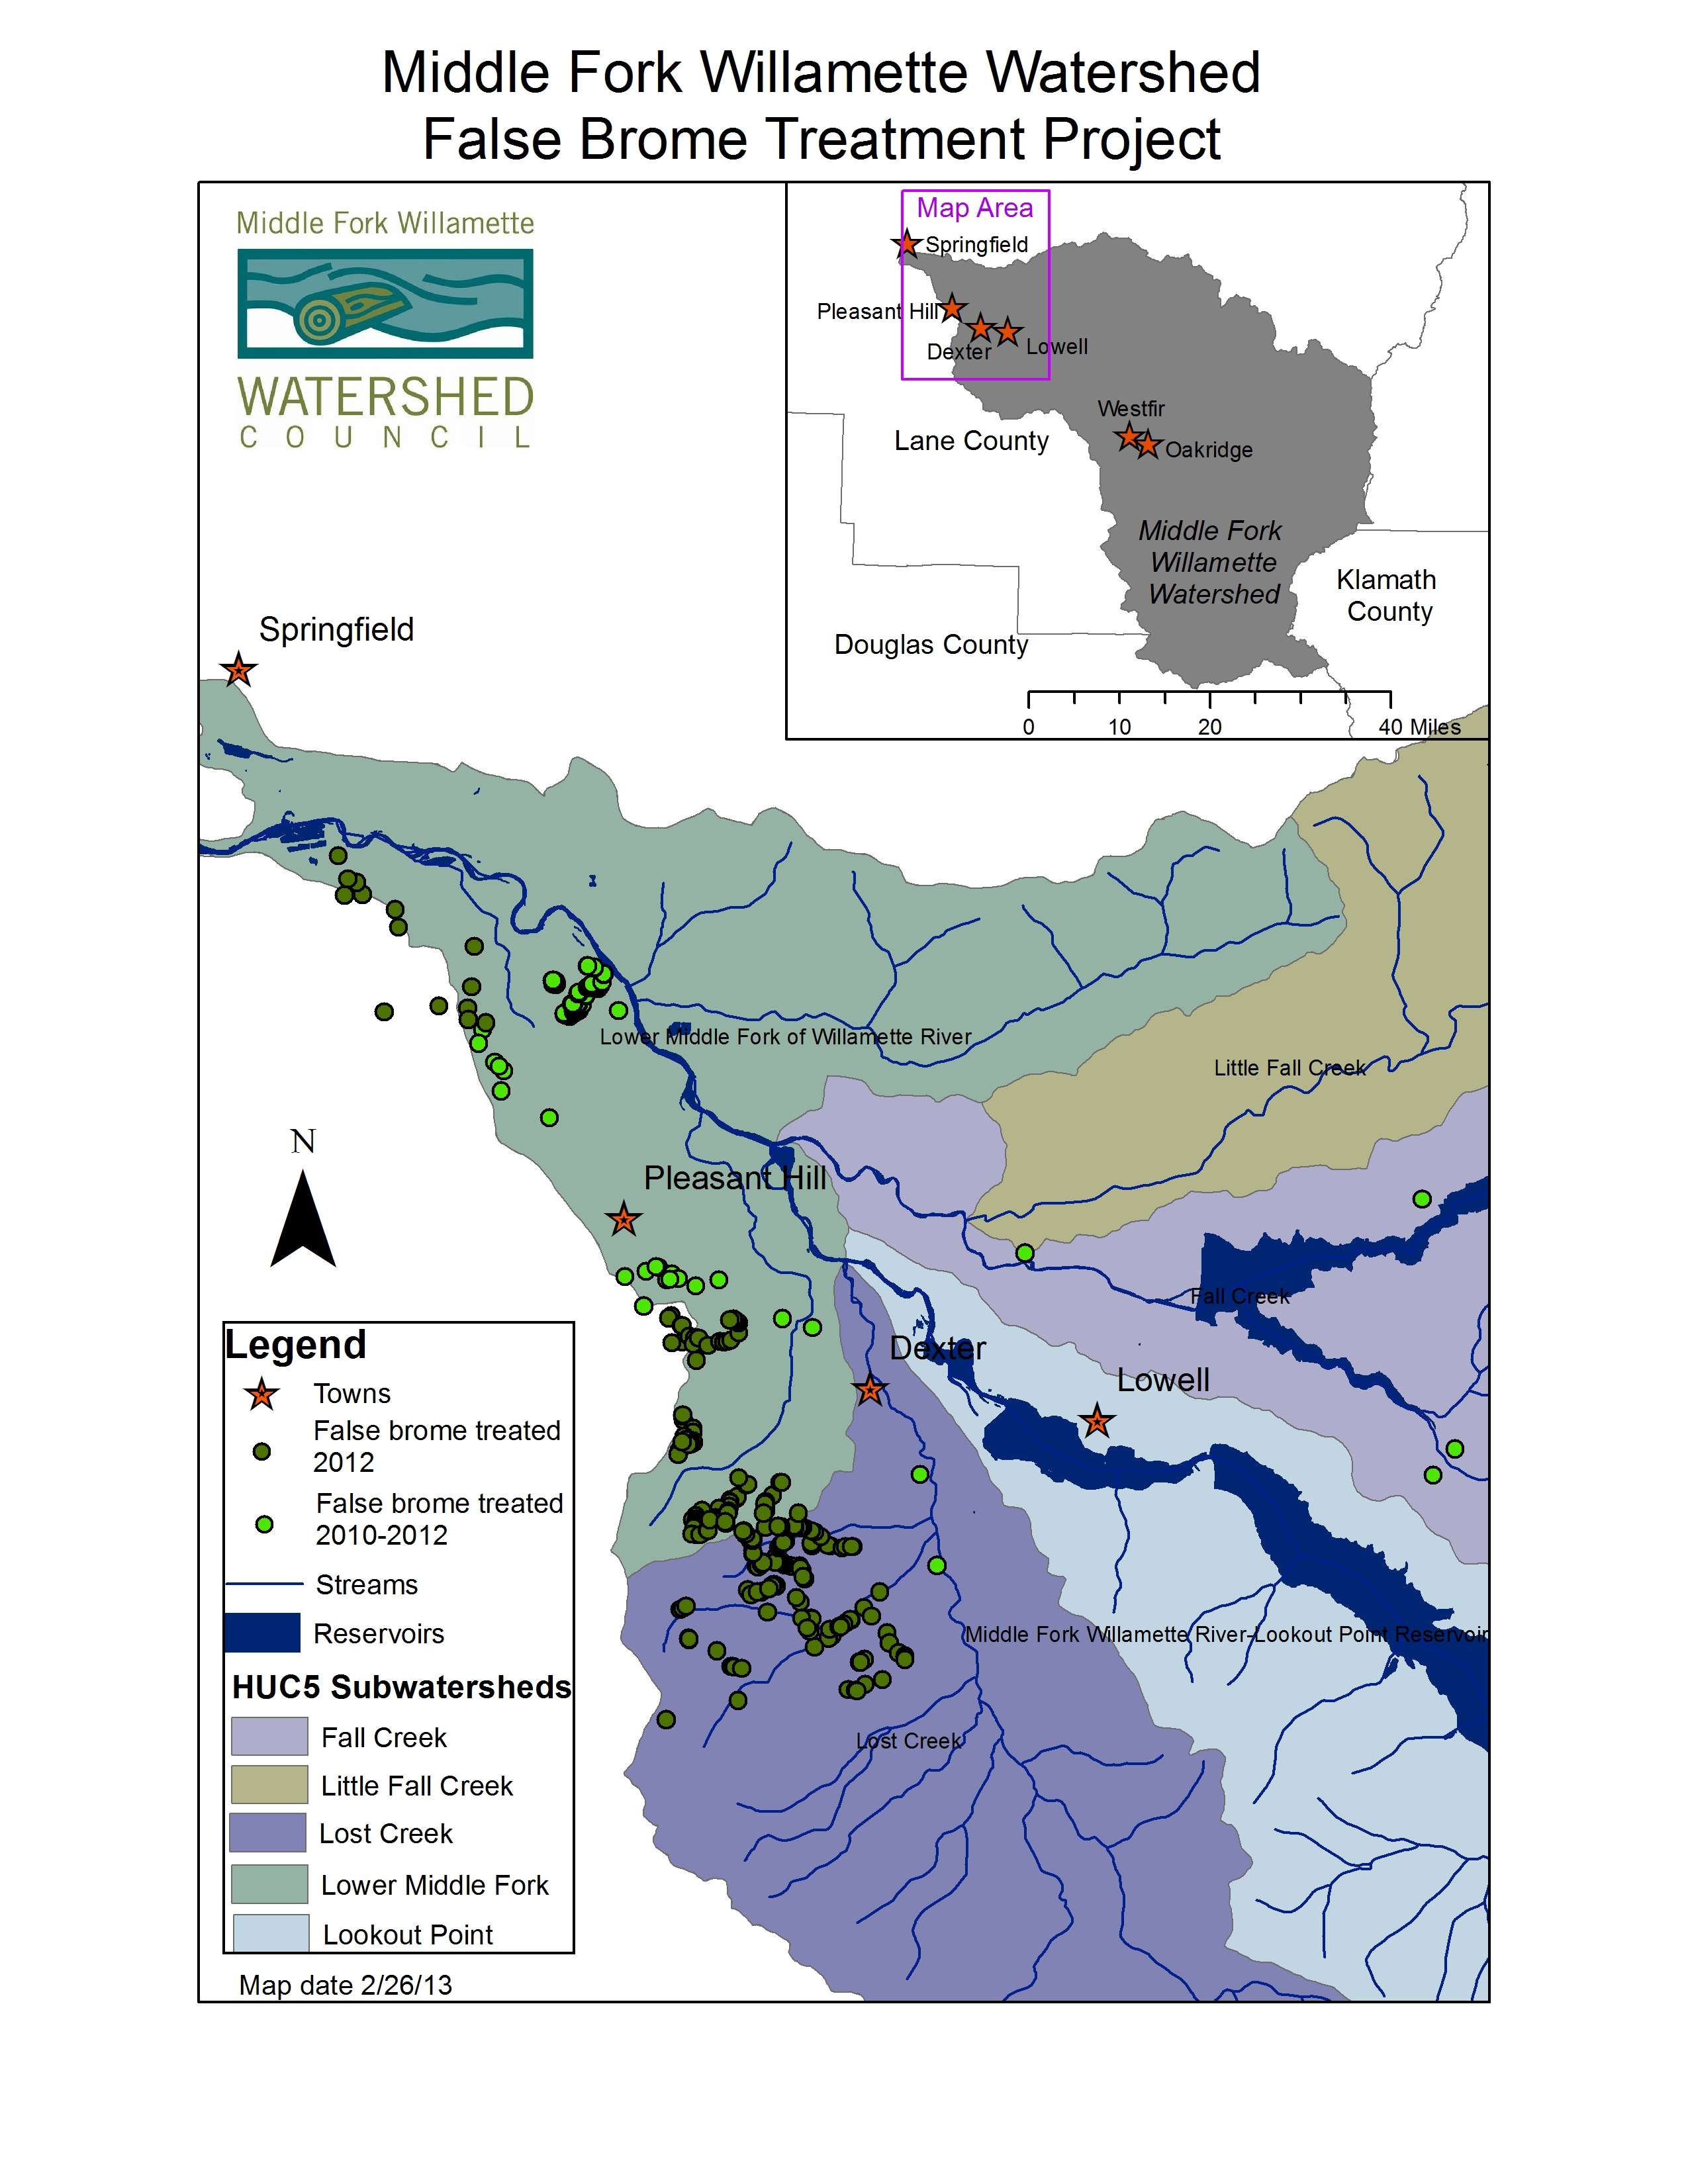 Middle Fork Willamette Watershed
False Brome Treatment Project
Middle Fork Willamette
WATERSHED
COUNCIL
Map Area
Springfield
Pleasant Hill
Dexter
Lowell
Westfir
Oakridge
Lane County
Middle Fork
Willamette
Watershed
Klamath
County
Douglas County
0 10 20 40 Miles
Springfield
Lower Middle Fork of Willamette River
Little Fall Creek
N
Pleasant Hill
Fall Creek
Dexter
Lowell
Middle Fork Willamette River-Lookout Point Reservoir
Lost Creek
Legend
Towns
False brome treated
2012
False brome treated
2010-2012
Streams
Reservoirs
HUC5 Subwatersheds
Fall Creek
Little Fall Creek
Lost Creek
Lower Middle Fork
Lookout Point
Map date 2/26/13